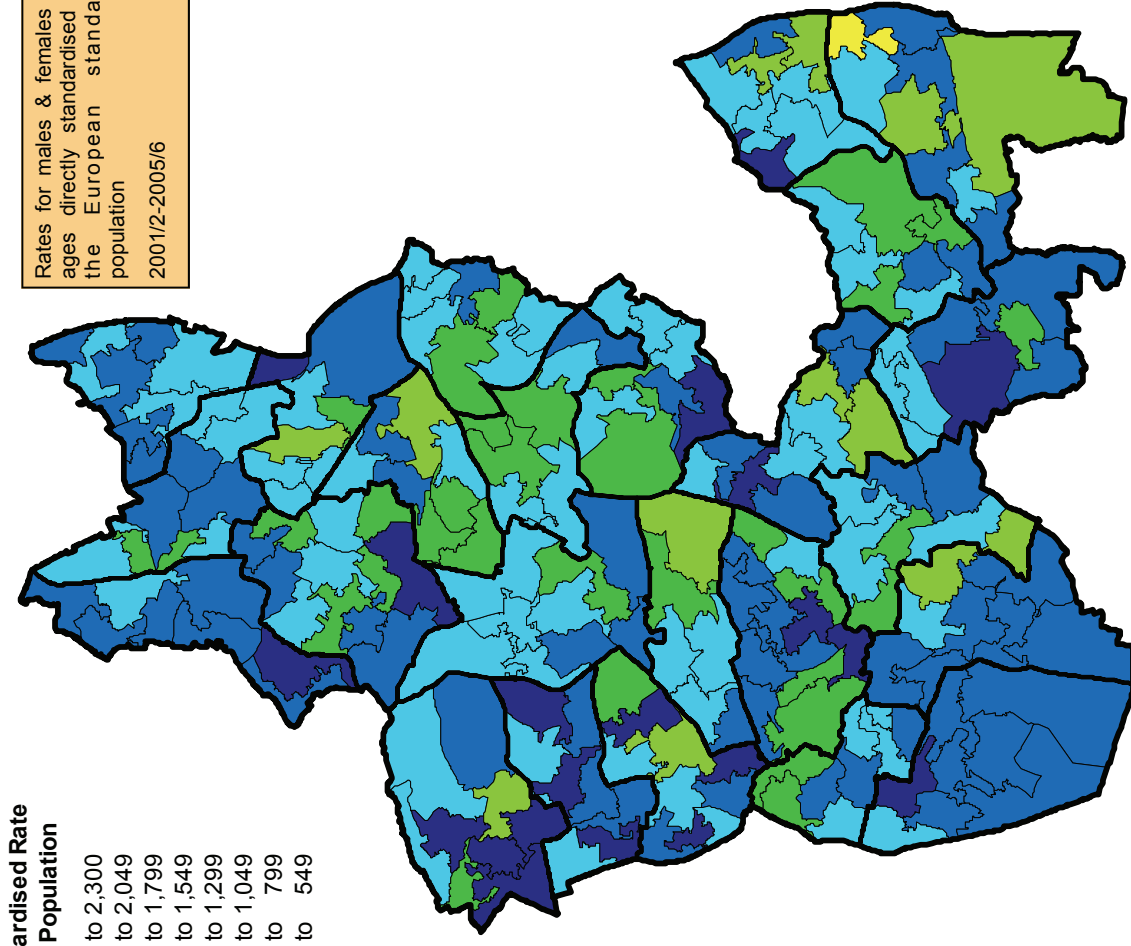 ardised Rate
Population
to 2,300
to 2,049
to 1,799
to 1,549
to 1,299
to 1,049
to 799
to 549
Rates for males & females
ages directly standardised
the European standa
population
2001/2-2005/6